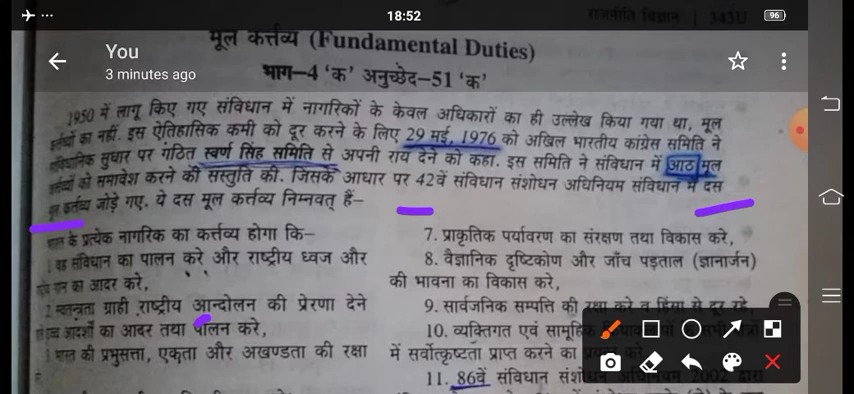 18:52
राजनीति विज्ञान | 343U
96
You
3 minutes ago
मूल कर्त्तव्य (Fundamental Duties)
भाग–4 'क' अनुच्छेद–51 'क'
1950 में लागू किए गए संविधान में नागरिकों के केवल अधिकारों का ही उल्लेख किया गया था, मूल
कर्त्तव्यों का नहीं. इस ऐतिहासिक कमी को दूर करने के लिए 29 मई, 1976 को अखिल भारतीय कांग्रेस समिति ने
संविधानिक सुधार पर गठित स्वर्ण सिंह समिति से अपनी राय देने को कहा. इस समिति ने संविधान में आठ मूल
कर्त्तव्यों को समावेश करने की संस्तुति की. जिसके आधार पर 42वें संविधान संशोधन अधिनियम संविधान में दस
मूल कर्त्तव्य जोड़े गए. ये दस मूल कर्त्तव्य निम्नवत् हैं–
भारत के प्रत्येक नागरिक का कर्त्तव्य होगा कि–
1 वह संविधान का पालन करे और राष्ट्रीय ध्वज और
गान का आदर करे,
2 स्वतन्त्रता ग्राही राष्ट्रीय आन्दोलन की प्रेरणा देने
आदर्शों का आदर तथा पालन करे,
भारत की प्रभुसत्ता, एकता और अखण्डता की रक्षा
7. प्राकृतिक पर्यावरण का संरक्षण तथा विकास करे,
8. वैज्ञानिक दृष्टिकोण और जाँच पड़ताल (ज्ञानार्जन)
की भावना का विकास करे,
9. सार्वजनिक सम्पत्ति की रक्षा करे व हिंसा से दूर रहे,
10. व्यक्तिगत एवं सामूहिक
में सर्वोत्कृष्टता प्राप्त करने का
11. 86वें संविधान